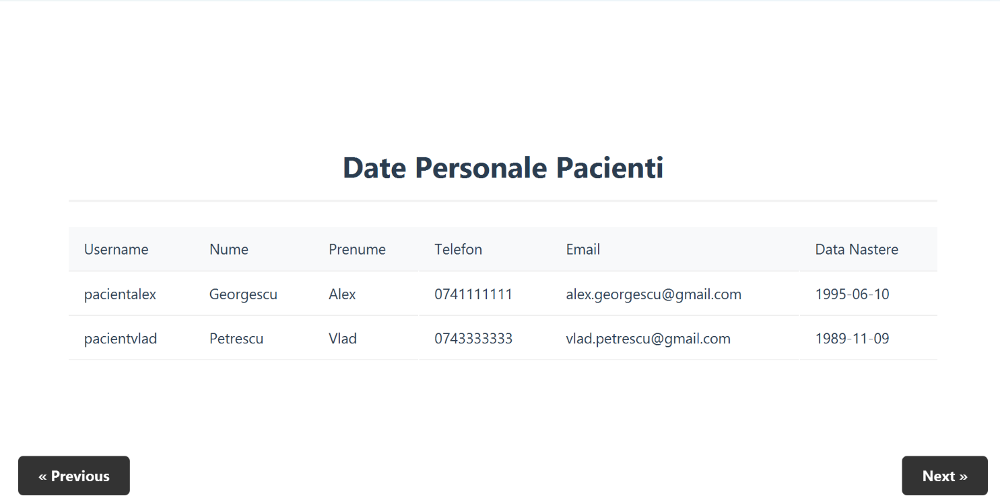 Date Personale Pacienti
Username Nume Prenume Telefon Email Data Nastere
pacientalex Georgescu Alex 0741111111 alex.georgescu@gmail.com 1995-06-10
pacientvlad Petrescu Vlad 0743333333 vlad.petrescu@gmail.com 1989-11-09
« Previous Next »